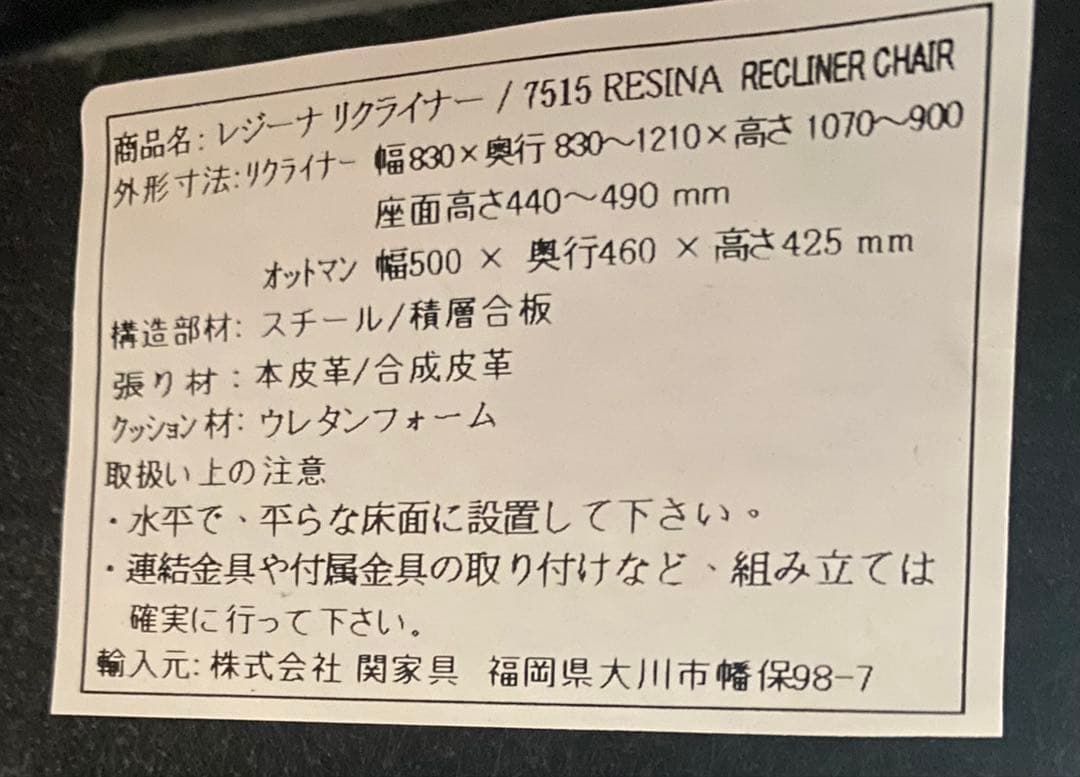 商品名: レジーナ リクライナー / 7515 RESINA RECLINER CHAIR
外形寸法:リクライナー 幅830×奥行 830～1210×高さ 1070～900
座面高さ440～490 mm
オットマン 幅500 × 奥行460 × 高さ425 mm
構造部材: スチール/積層合板
張り材 : 本皮革/合成皮革
クッション材: ウレタンフォーム
取扱い上の注意
・水平で、平らな床面に設置して下さい。
・連結金具や付属金具の取り付けなど、組み立ては
確実に行って下さい。
輸入元: 株式会社 関家具 福岡県大川市幡保98-7